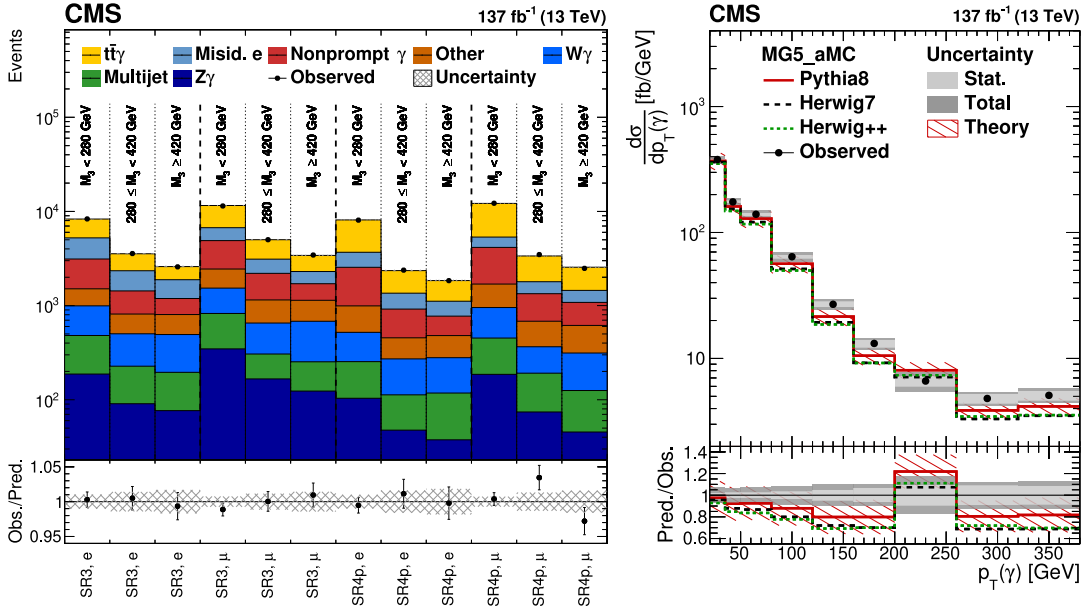 CMS
137 fb⁻¹ (13 TeV)
Events
tt̄γ
Misid. e
Nonprompt γ
Other
Wγ
Multijet
Zγ
Observed
Uncertainty
10⁵
10⁴
10³
10²
M₃ < 280 GeV
280 ≤ M₃ < 420 GeV
M₃ ≥ 420 GeV
M₃ < 280 GeV
280 ≤ M₃ < 420 GeV
M₃ ≥ 420 GeV
M₃ < 280 GeV
280 ≤ M₃ < 420 GeV
M₃ ≥ 420 GeV
M₃ < 280 GeV
280 ≤ M₃ < 420 GeV
M₃ ≥ 420 GeV
Obs./Pred.
1.05
1
0.95
SR3, e
SR3, e
SR3, e
SR3, μ
SR3, μ
SR3, μ
SR4p, e
SR4p, e
SR4p, e
SR4p, μ
SR4p, μ
SR4p, μ
CMS
137 fb⁻¹ (13 TeV)
dσ/dp_T(γ) [fb/GeV]
MG5_aMC
Pythia8
Herwig7
Herwig++
Observed
Uncertainty
Stat.
Total
Theory
10³
10²
10
Pred./Obs.
1.4
1.2
1
0.8
0.6
50 100 150 200 250 300 350
p_T(γ) [GeV]